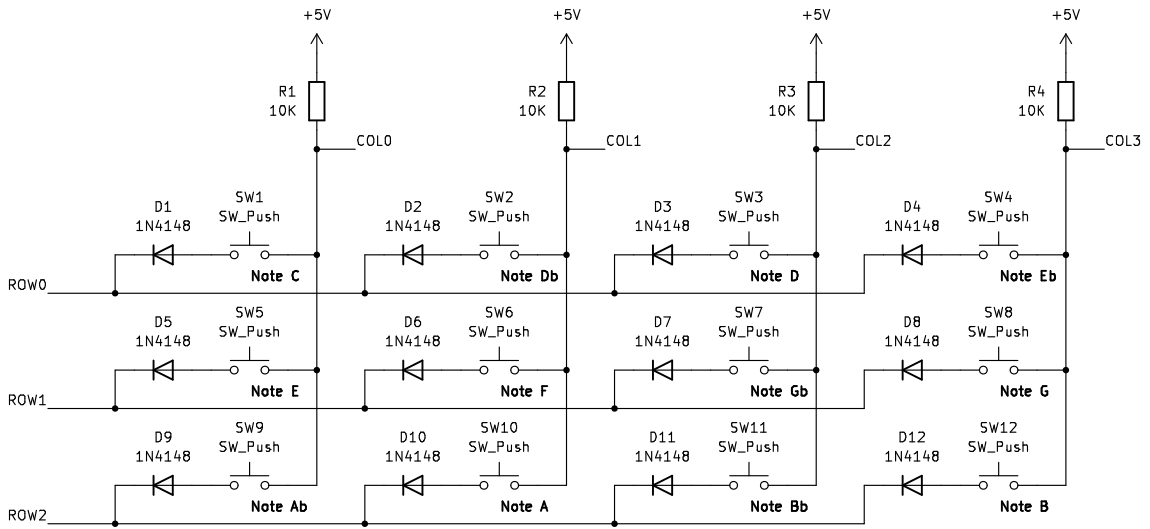 +5V +5V +5V +5V
R1 10K R2 10K R3 10K R4 10K
COL0 COL1 COL2 COL3
D1 1N4148 SW1 SW_Push D2 1N4148 SW2 SW_Push D3 1N4148 SW3 SW_Push D4 1N4148 SW4 SW_Push
Note C Note Db Note D Note Eb
ROW0
D5 1N4148 SW5 SW_Push D6 1N4148 SW6 SW_Push D7 1N4148 SW7 SW_Push D8 1N4148 SW8 SW_Push
Note E Note F Note Gb Note G
ROW1
D9 1N4148 SW9 SW_Push D10 1N4148 SW10 SW_Push D11 1N4148 SW11 SW_Push D12 1N4148 SW12 SW_Push
Note Ab Note A Note Bb Note B
ROW2